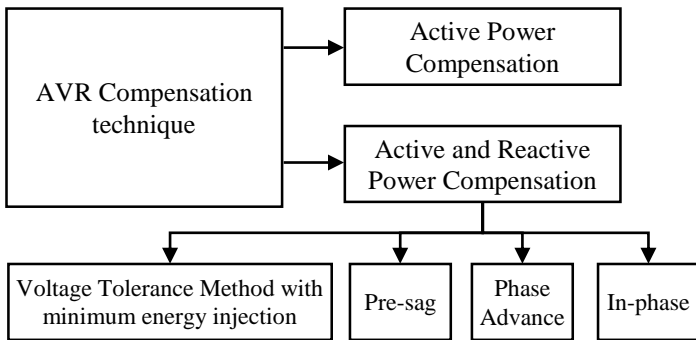 Active Power
Compensation
AVR Compensation
technique
Active and Reactive
Power Compensation
Voltage Tolerance Method with
minimum energy injection
Pre-sag
Phase
Advance
In-phase